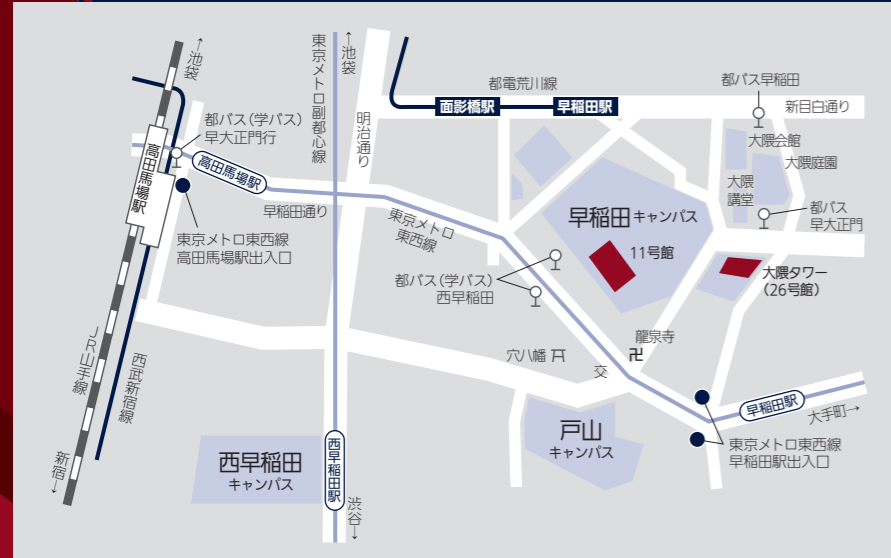 ←池袋
東京メトロ副都心線
←池袋
明治通り
都電荒川線
面影橋駅
早稲田駅
都バス早稲田
新目白通り
都バス(学バス)
早大正門行
高田馬場駅
高田馬場駅
早稲田通り
東京メトロ東西線
高田馬場駅出入口
東京メトロ
東西線
大隈会館
大隈庭園
大隈
講堂
都バス
早大正門
早稲田キャンパス
11号館
大隈タワー
(26号館)
都バス(学バス)
西早稲田
龍泉寺
卍
穴八幡
交
JR山手線
西武新宿線
新宿→
西早稲田
キャンパス
西早稲田駅
渋谷→
戸山
キャンパス
早稲田駅
大手町→
東京メトロ東西線
早稲田駅出入口